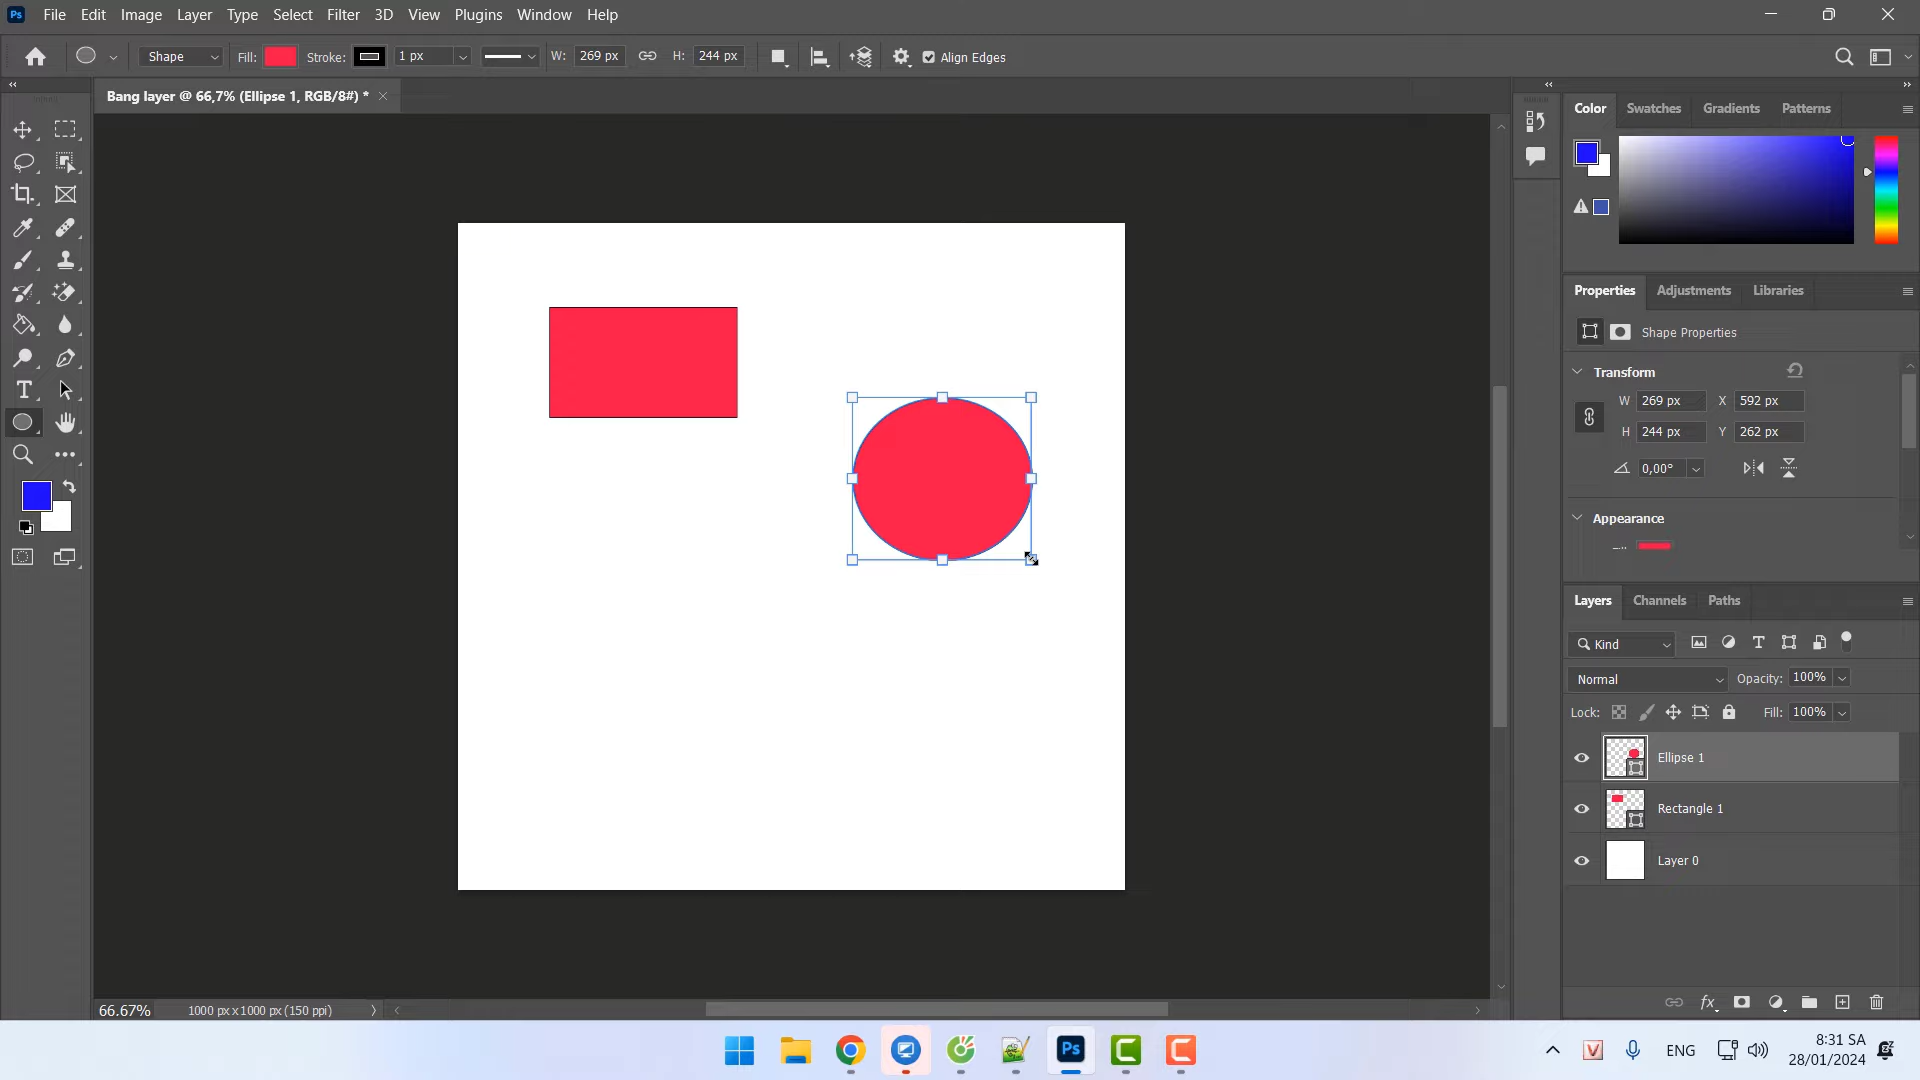 Ps File Edit Image Layer Type Select Filter 3D View Plugins Window Help
Shape Fill: Stroke: 1 px W: 269 px H: 244 px Align Edges
Bang layer @ 66,7% (Ellipse 1, RGB/8#) *
Color Swatches Gradients Patterns
Properties Adjustments Libraries
Shape Properties
Transform
W 269 px X 592 px
H 244 px Y 262 px
0,00°
Appearance
Layers Channels Paths
Kind
Normal Opacity: 100%
Lock: Fill: 100%
Ellipse 1
Rectangle 1
Layer 0
fx
66.67% 1000 px x 1000 px (150 ppi)
Ps
ENG
8:31 SA
28/01/2024